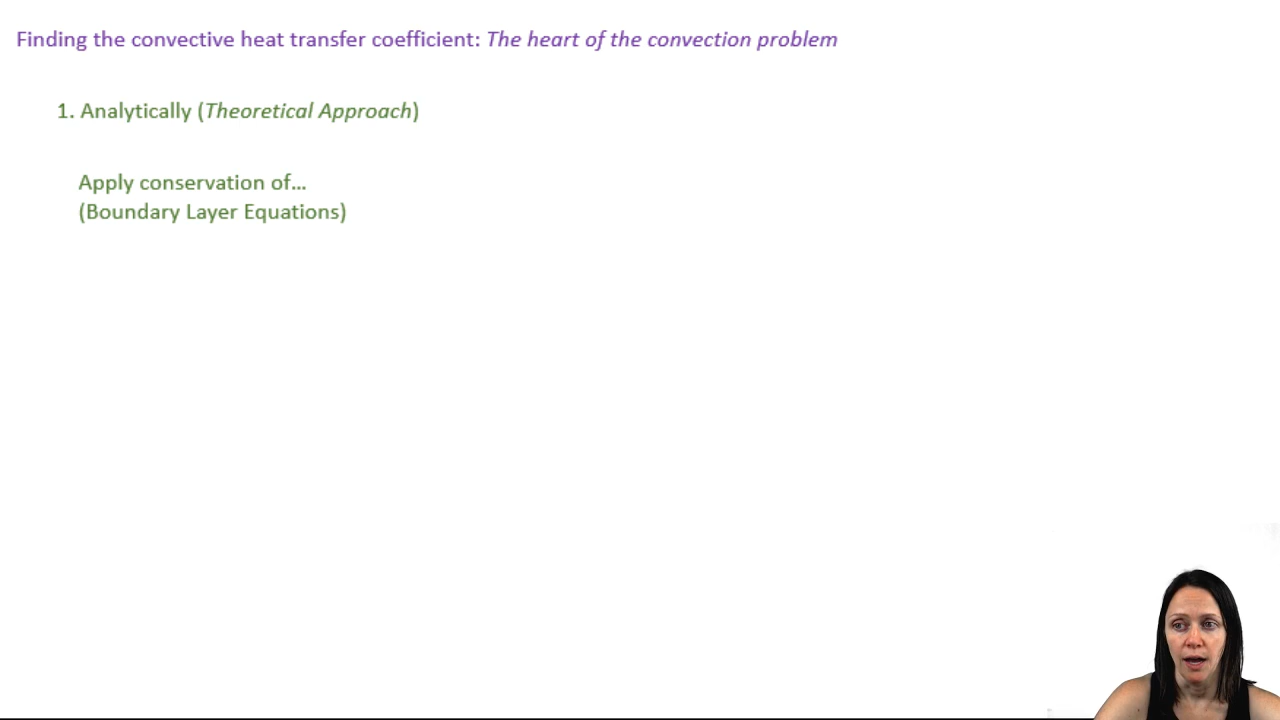 Finding the convective heat transfer coefficient: The heart of the convection problem
1. Analytically (Theoretical Approach)
Apply conservation of…
(Boundary Layer Equations)